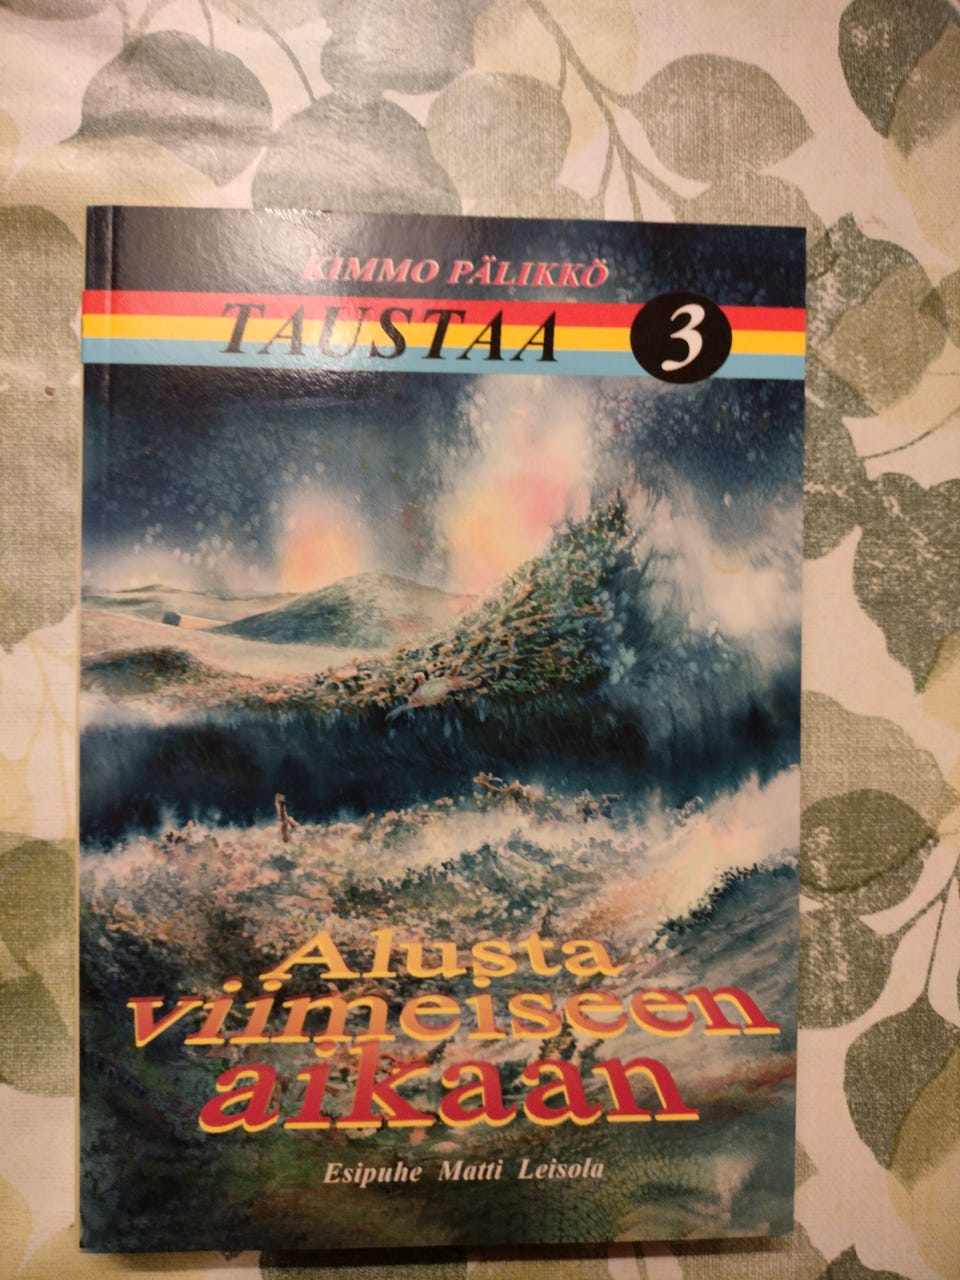 KIMMO PÄLIKKÖ
TAUSTAA 3
Alusta
viimeiseen
aikaan
Esipuhe Matti Leisola